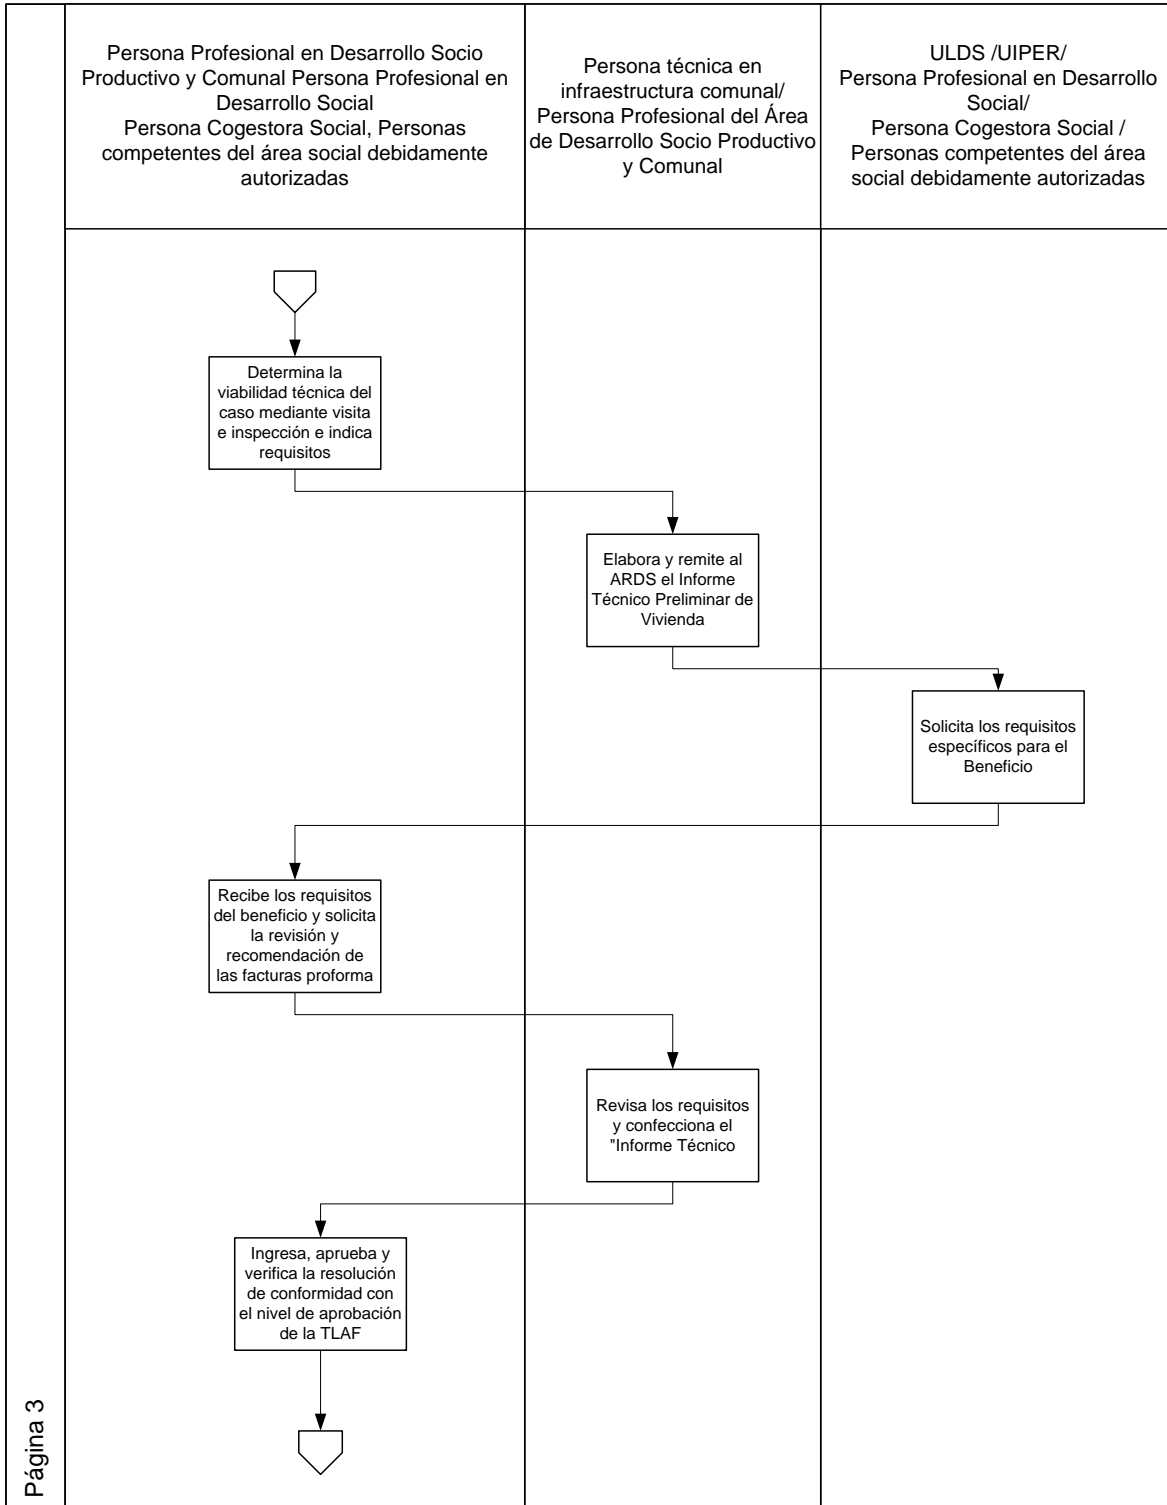 Persona Profesional en Desarrollo Socio
Productivo y Comunal Persona Profesional en
Desarrollo Social
Persona Cogestora Social, Personas
competentes del área social debidamente
autorizadas
Persona técnica en
infraestructura comunal/
Persona Profesional del Área
de Desarrollo Socio Productivo
y Comunal
ULDS /UIPER/
Persona Profesional en Desarrollo
Social/
Persona Cogestora Social /
Personas competentes del área
social debidamente autorizadas
Determina la
viabilidad técnica del
caso mediante visita
e inspección e indica
requisitos
Elabora y remite al
ARDS el Informe
Técnico Preliminar de
Vivienda
Solicita los requisitos
específicos para el
Beneficio
Recibe los requisitos
del beneficio y solicita
la revisión y
recomendación de
las facturas proforma
Revisa los requisitos
y confecciona el
"Informe Técnico
Ingresa, aprueba y
verifica la resolución
de conformidad con
el nivel de aprobación
de la TLAF
Página 3